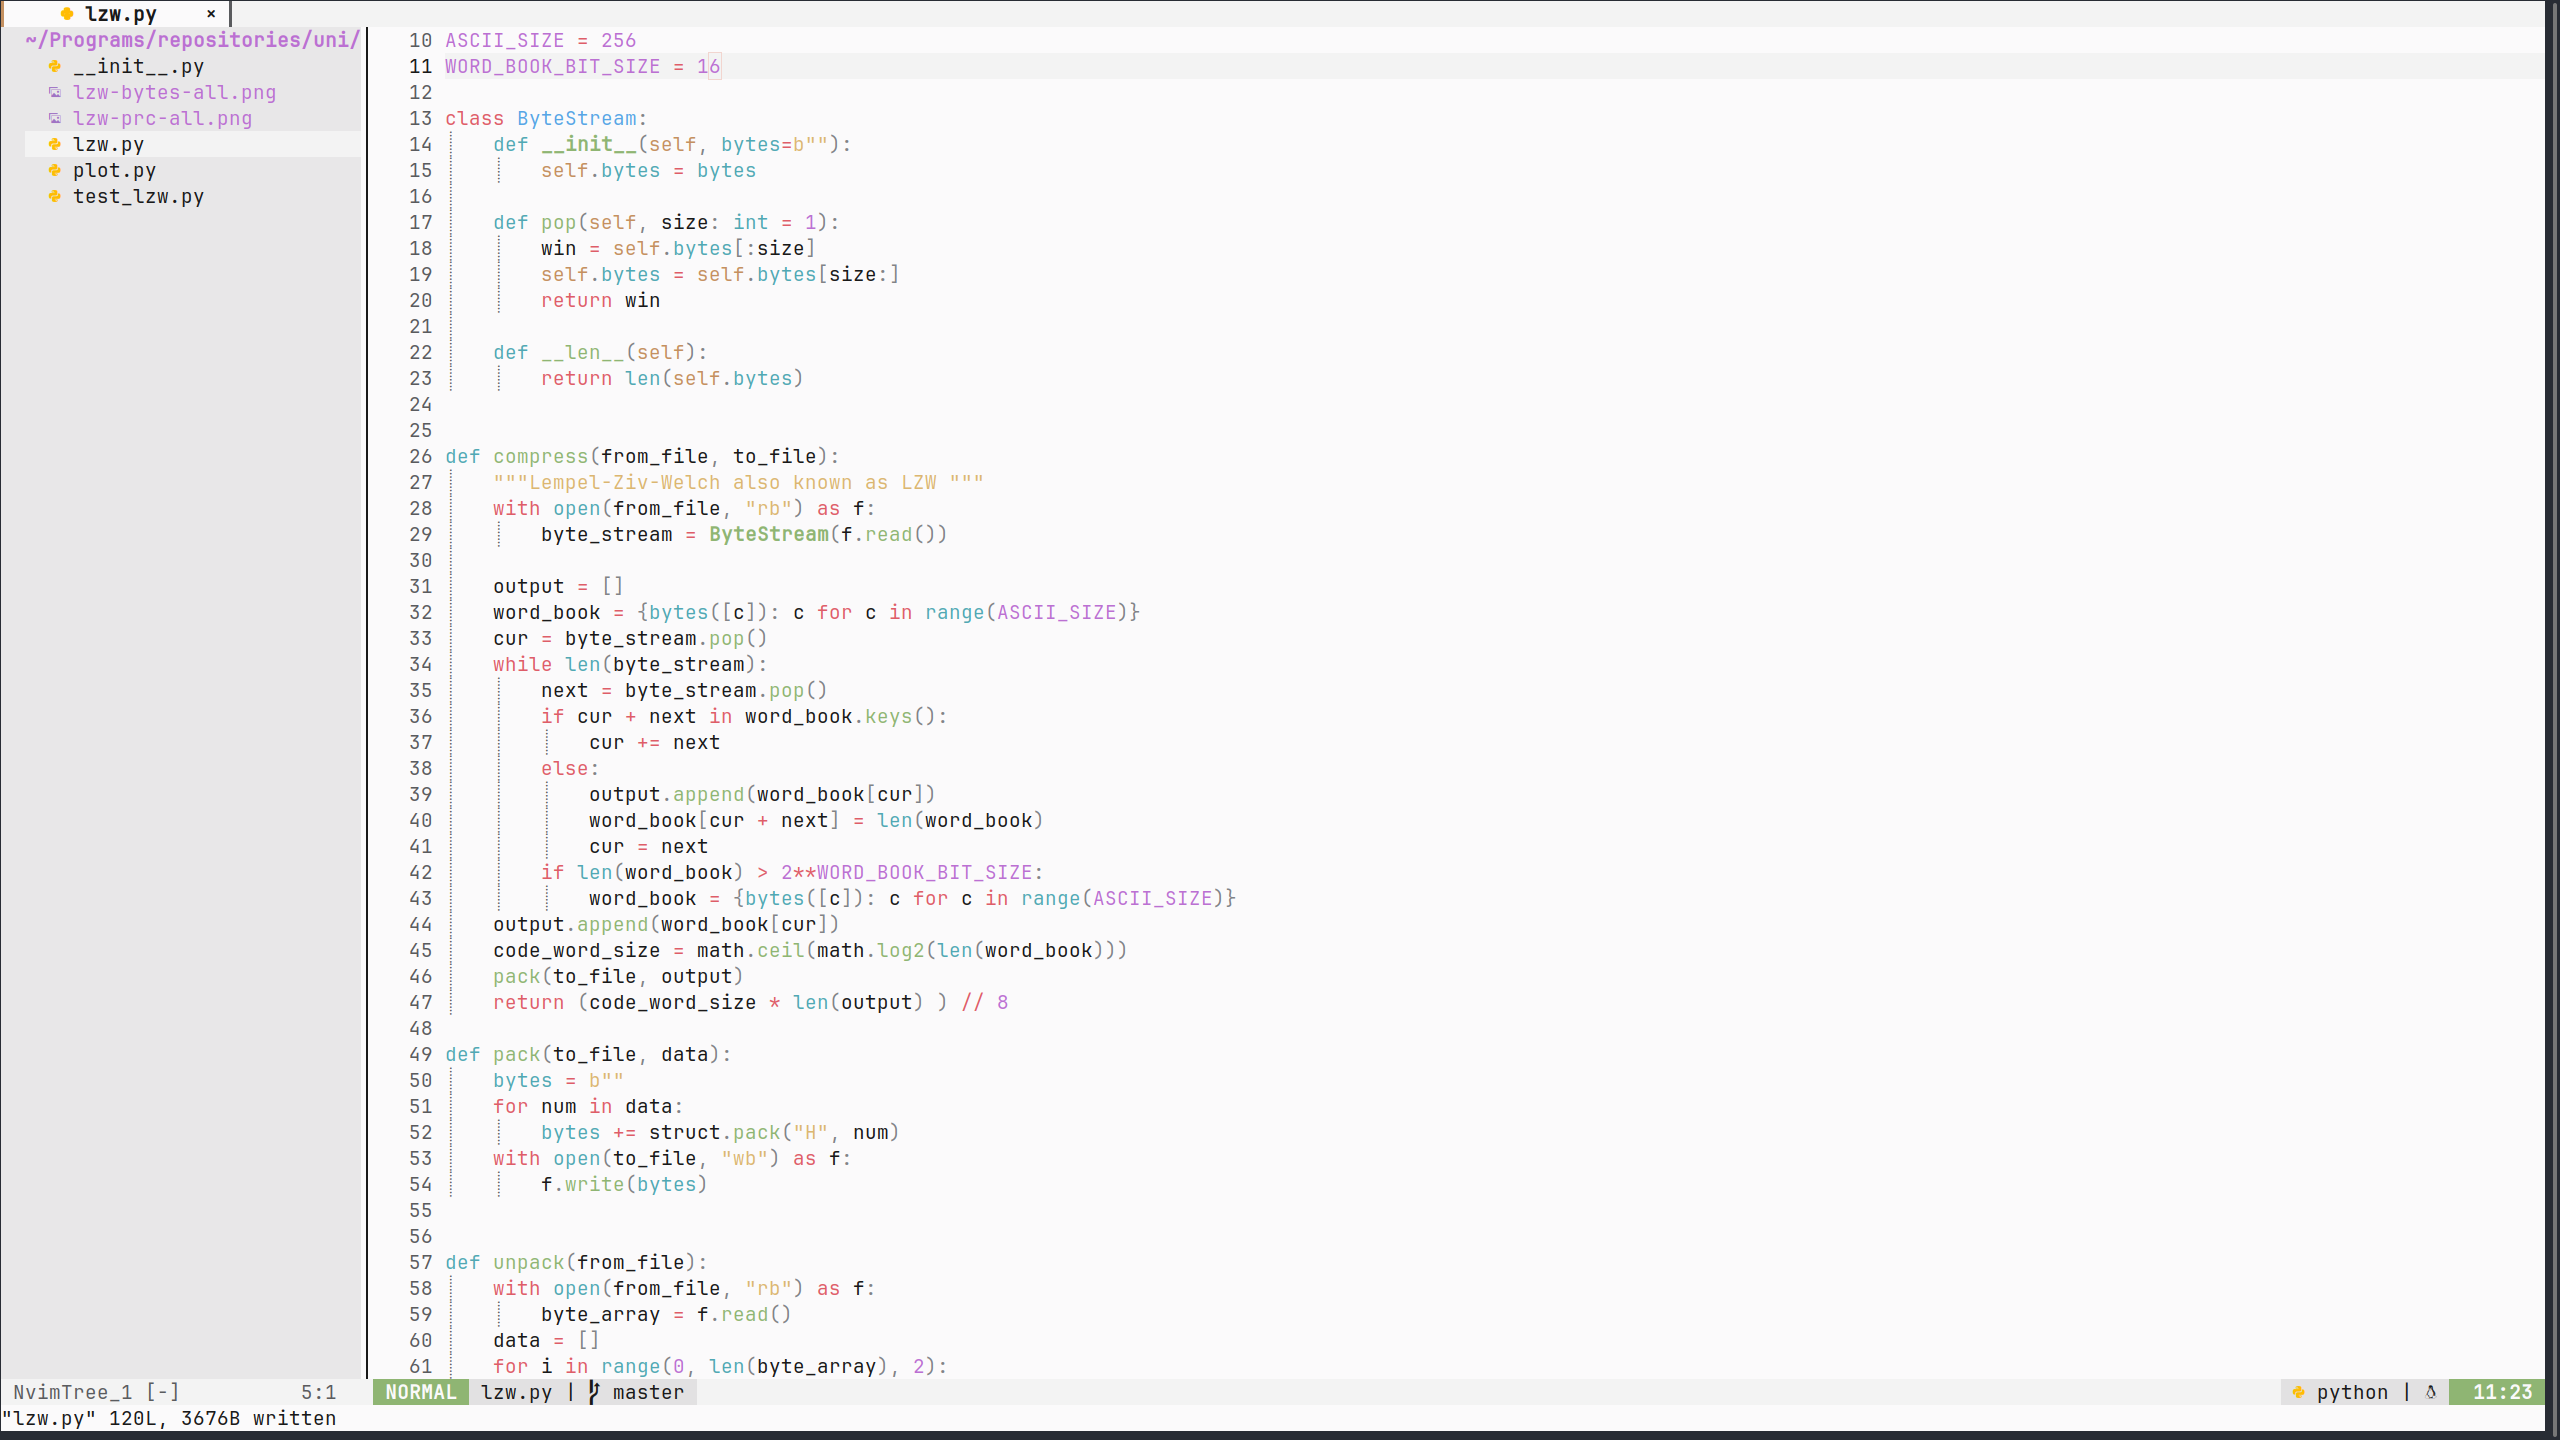 lzw.py ×
~/Programs/repositories/uni/
__init__.py
lzw-bytes-all.png
lzw-prc-all.png
lzw.py
plot.py
test_lzw.py
10 ASCII_SIZE = 256
11 WORD_BOOK_BIT_SIZE = 16
12
13 class ByteStream:
14     def __init__(self, bytes=b""):
15         self.bytes = bytes
16
17     def pop(self, size: int = 1):
18         win = self.bytes[:size]
19         self.bytes = self.bytes[size:]
20         return win
21
22     def __len__(self):
23         return len(self.bytes)
24
25
26 def compress(from_file, to_file):
27     """Lempel-Ziv-Welch also known as LZW """
28     with open(from_file, "rb") as f:
29         byte_stream = ByteStream(f.read())
30
31     output = []
32     word_book = {bytes([c]): c for c in range(ASCII_SIZE)}
33     cur = byte_stream.pop()
34     while len(byte_stream):
35         next = byte_stream.pop()
36         if cur + next in word_book.keys():
37             cur += next
38         else:
39             output.append(word_book[cur])
40             word_book[cur + next] = len(word_book)
41             cur = next
42         if len(word_book) > 2**WORD_BOOK_BIT_SIZE:
43             word_book = {bytes([c]): c for c in range(ASCII_SIZE)}
44     output.append(word_book[cur])
45     code_word_size = math.ceil(math.log2(len(word_book)))
46     pack(to_file, output)
47     return (code_word_size * len(output) ) // 8
48
49 def pack(to_file, data):
50     bytes = b""
51     for num in data:
52         bytes += struct.pack("H", num)
53     with open(to_file, "wb") as f:
54         f.write(bytes)
55
56
57 def unpack(from_file):
58     with open(from_file, "rb") as f:
59         byte_array = f.read()
60     data = []
61     for i in range(0, len(byte_array), 2):
NvimTree_1 [-] 5:1 NORMAL lzw.py | master python | 11:23
"lzw.py" 120L, 3676B written